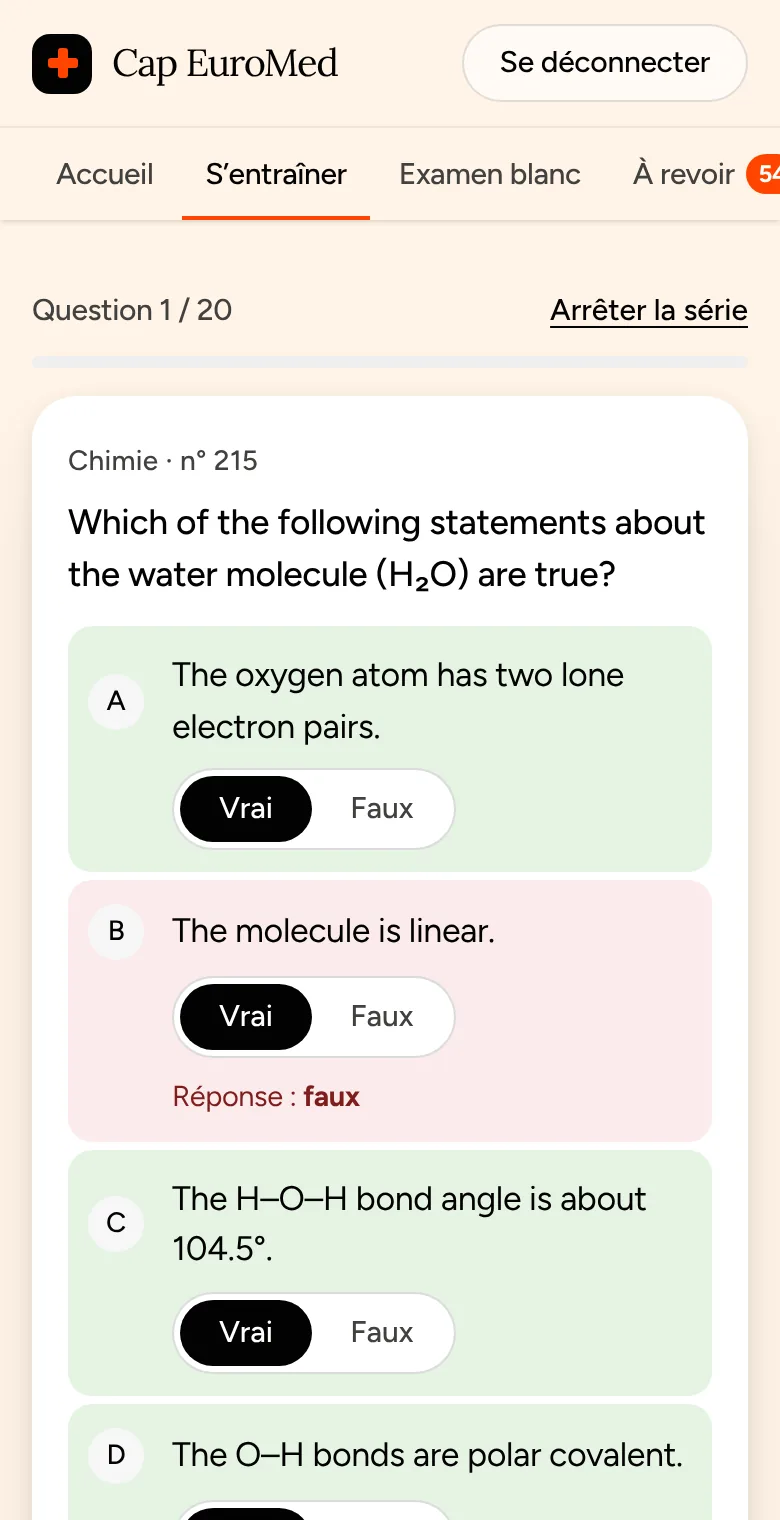 Cap EuroMed
Se déconnecter
Accueil
S’entraîner
Examen blanc
À revoir
Question 1 / 20
Arrêter la série
Chimie · n° 215
Which of the following statements about
the water molecule (H₂O) are true?
A
The oxygen atom has two lone
electron pairs.
Vrai
Faux
B
The molecule is linear.
Vrai
Faux
Réponse : faux
C
The H–O–H bond angle is about
104.5°.
Vrai
Faux
D
The O–H bonds are polar covalent.